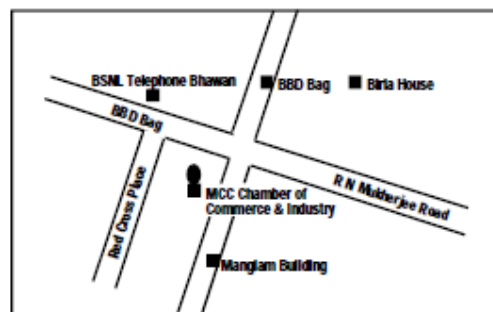 BSNL Telephone Bhawan
BBD Bag
Birla House
BBD Bag
R N Mukherjee Road
Red Cross Place
MCC Chamber of
Commerce & Industry
Manglam Building